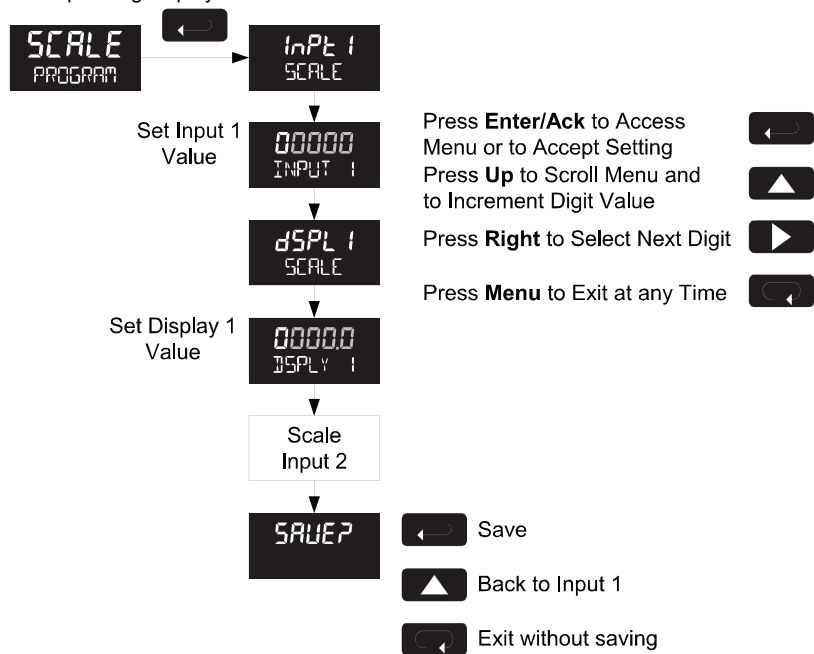 SCALE
PROGRAM
InPt 1
SCALE
Set Input 1
Value
00000
INPUT 1
Press Enter/Ack to Access
Menu or to Accept Setting
Press Up to Scroll Menu and
to Increment Digit Value
dSPL 1
SCALE
Press Right to Select Next Digit
Press Menu to Exit at any Time
Set Display 1
Value
0000.0
DSPLY 1
Scale
Input 2
SAVE?
Save
Back to Input 1
Exit without saving